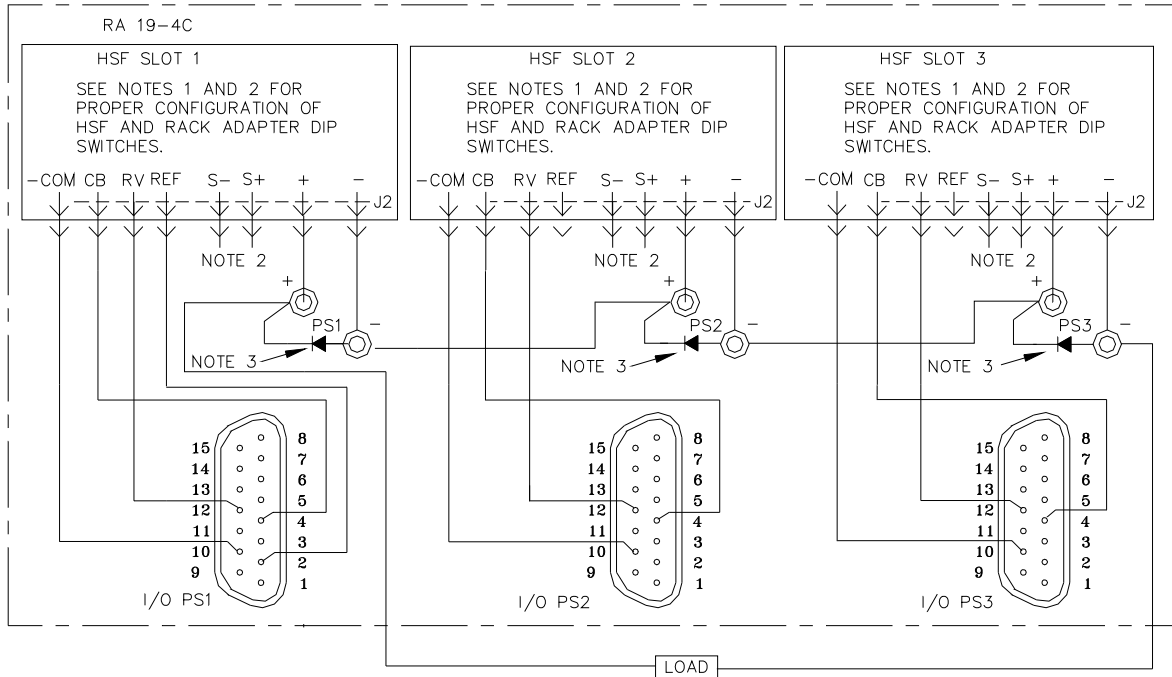 RA 19-4C
HSF SLOT 1
SEE NOTES 1 AND 2 FOR
PROPER CONFIGURATION OF
HSF AND RACK ADAPTER DIP
SWITCHES.
-COM CB RV REF S- S+ + -
J2
NOTE 2
+
PS1
-
NOTE 3
15
14
13
12
11
10
9
8
7
6
5
4
3
2
1
I/O PS1
HSF SLOT 2
SEE NOTES 1 AND 2 FOR
PROPER CONFIGURATION OF
HSF AND RACK ADAPTER DIP
SWITCHES.
-COM CB RV REF S- S+ + -
J2
NOTE 2
+
PS2
-
NOTE 3
15
14
13
12
11
10
9
8
7
6
5
4
3
2
1
I/O PS2
HSF SLOT 3
SEE NOTES 1 AND 2 FOR
PROPER CONFIGURATION OF
HSF AND RACK ADAPTER DIP
SWITCHES.
-COM CB RV REF S- S+ + -
J2
NOTE 2
+
PS3
-
NOTE 3
15
14
13
12
11
10
9
8
7
6
5
4
3
2
1
I/O PS3
LOAD